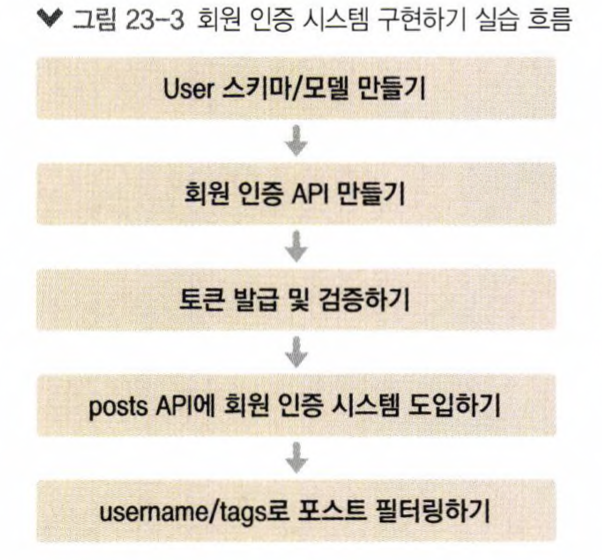 그림 23-3 회원 인증 시스템 구현하기 실습 흐름
User 스키마/모델 만들기
회원 인증 API 만들기
토큰 발급 및 검증하기
posts API에 회원 인증 시스템 도입하기
username/tags로 포스트 필터링하기